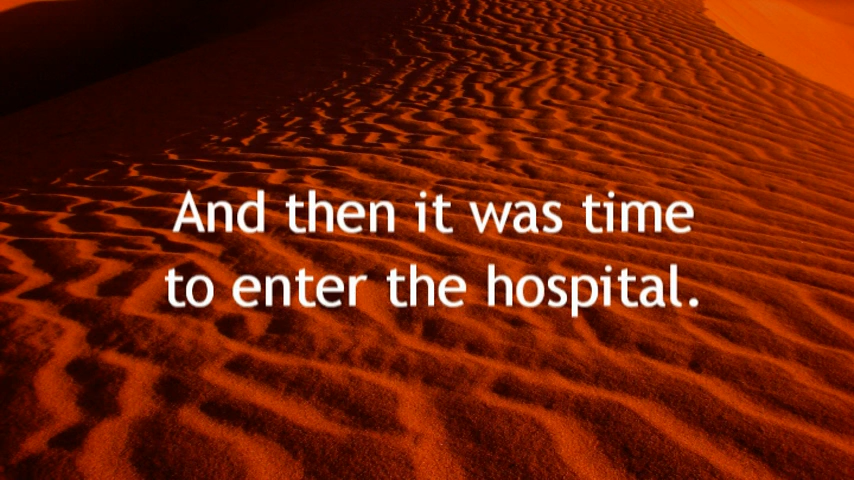 And then it was time
to enter the hospital.